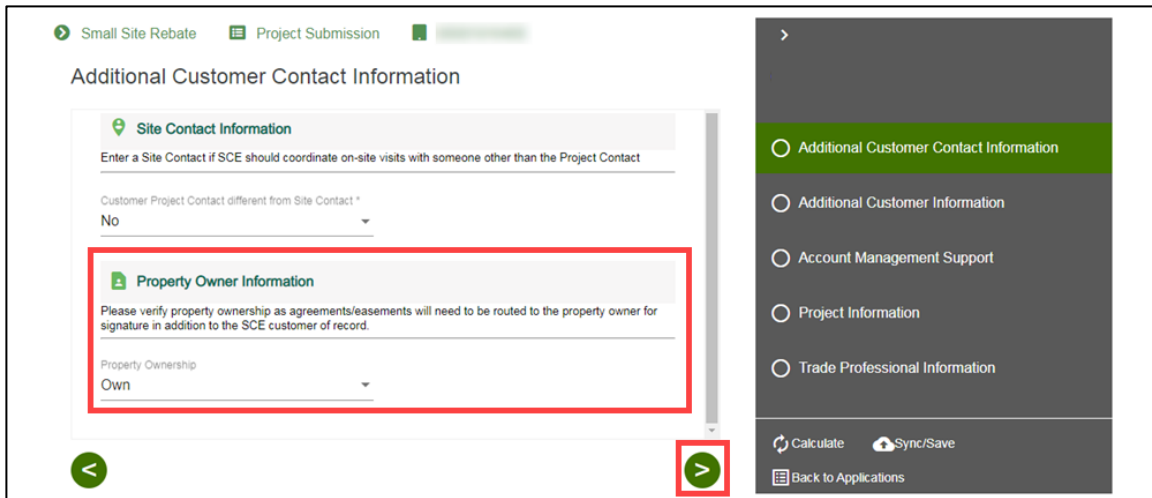 Small Site Rebate Project Submission
Additional Customer Contact Information
Site Contact Information
Enter a Site Contact if SCE should coordinate on-site visits with someone other than the Project Contact
Customer Project Contact different from Site Contact *
No
Property Owner Information
Please verify property ownership as agreements/easements will need to be routed to the property owner for
signature in addition to the SCE customer of record.
Property Ownership
Own
Additional Customer Contact Information
Additional Customer Information
Account Management Support
Project Information
Trade Professional Information
Calculate Sync/Save
Back to Applications